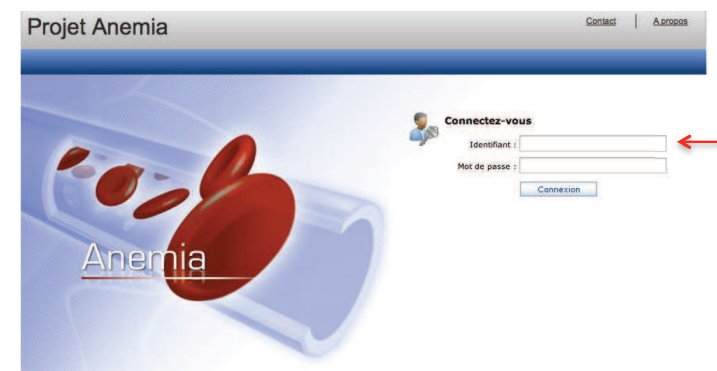 Projet Anemia
Contact | A propos
Connectez-vous
Identifiant :
Mot de passe :
Connexion
Anemia